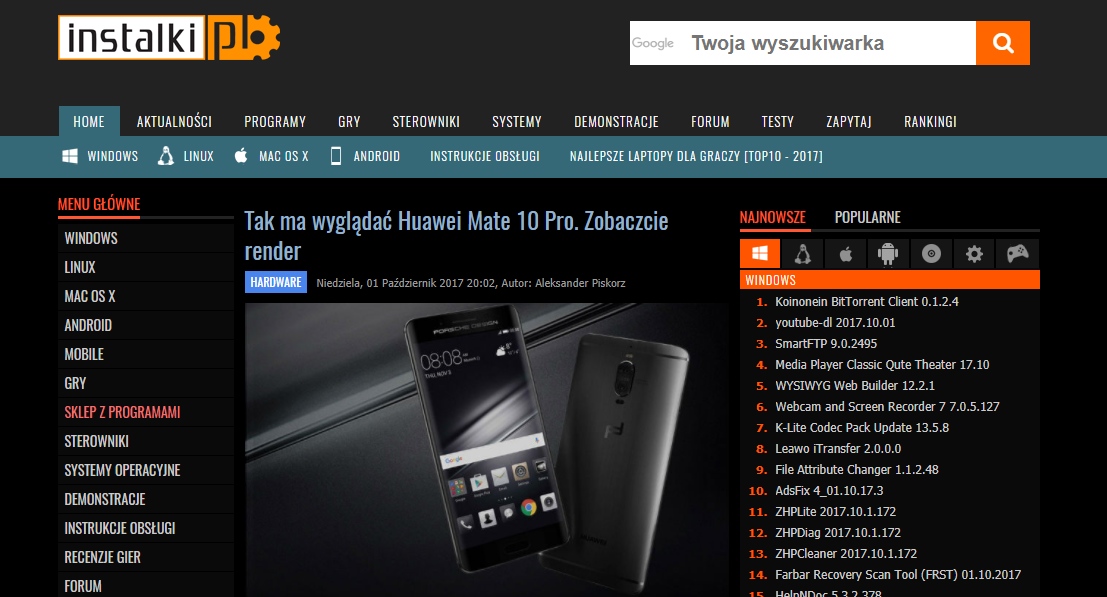 instalki.pl
Google Twoja wyszukiwarka
HOME AKTUALNOŚCI PROGRAMY GRY STEROWNIKI SYSTEMY DEMONSTRACJE FORUM TESTY ZAPYTAJ RANKINGI
WINDOWS LINUX MAC OS X ANDROID INSTRUKCJE OBSŁUGI NAJLEPSZE LAPTOPY DLA GRACZY [TOP10 - 2017]
MENU GŁÓWNE
WINDOWS
LINUX
MAC OS X
ANDROID
MOBILE
GRY
SKLEP Z PROGRAMAMI
STEROWNIKI
SYSTEMY OPERACYJNE
DEMONSTRACJE
INSTRUKCJE OBSŁUGI
RECENZJE GIER
FORUM
Tak ma wyglądać Huawei Mate 10 Pro. Zobaczcie
render
HARDWARE Niedziela, 01 Październik 2017 20:02, Autor: Aleksander Piskorz
PORSCHE DESIGN
08:08
THU, NOV 3
Google
HUAWEI
NAJNOWSZE POPULARNE
WINDOWS
1. Koinonein BitTorrent Client 0.1.2.4
2. youtube-dl 2017.10.01
3. SmartFTP 9.0.2495
4. Media Player Classic Qute Theater 17.10
5. WYSIWYG Web Builder 12.2.1
6. Webcam and Screen Recorder 7 7.0.5.127
7. K-Lite Codec Pack Update 13.5.8
8. Leawo iTransfer 2.0.0.0
9. File Attribute Changer 1.1.2.48
10. AdsFix 4_01.10.17.3
11. ZHPLite 2017.10.1.172
12. ZHPDiag 2017.10.1.172
13. ZHPCleaner 2017.10.1.172
14. Farbar Recovery Scan Tool (FRST) 01.10.2017
15. HelpNDoc 5.3.2.378